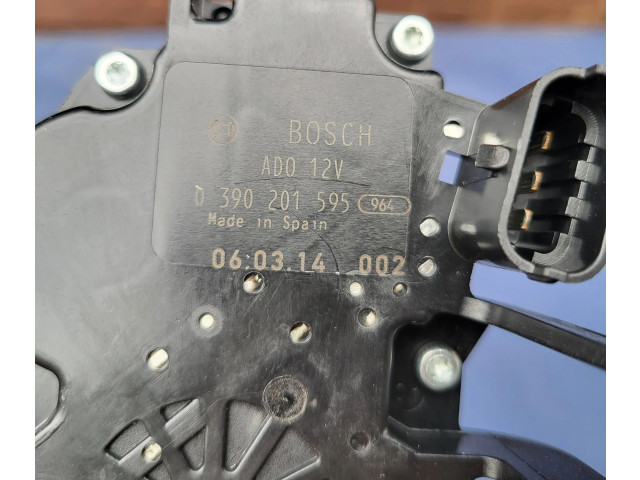 BOSCH
ADO 12V
0 390 201 595 964
Made in Spain
06.03.14 002